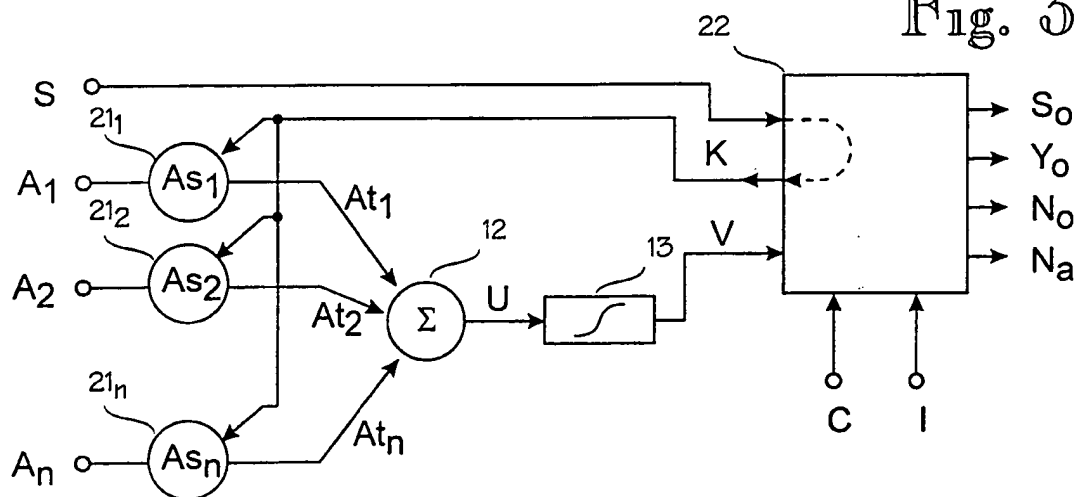 Fig. 5
22
S
So
211
K
A1
As1
At1
Yo
212
No
12
V
13
Na
A2
As2
At2
Σ
U
21n
C
I
An
Asn
Atn